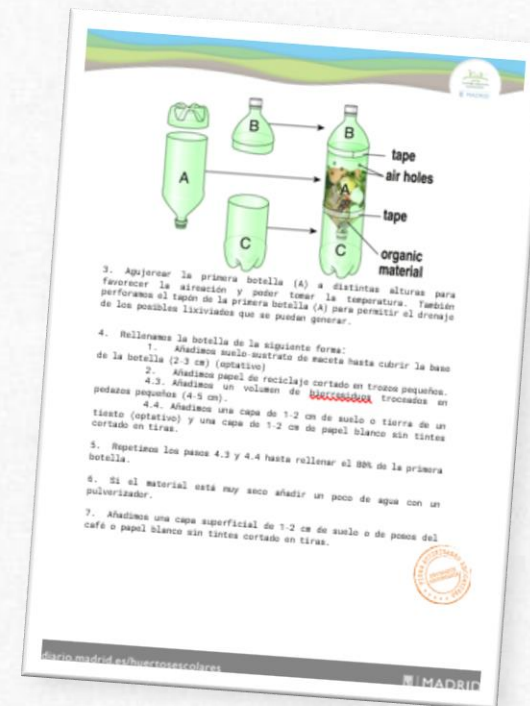 MADRID
B
B
tape
air holes
A
A
tape
C
C
organic
material
3. Agujerear la primera botella (A) a distintas alturas para
favorecer la aireación y poder tomar la temperatura. También
perforamos el tapón de la primera botella (A) para permitir el drenaje
de los posibles lixiviados que se puedan generar.
4. Rellenamos la botella de la siguiente forma:
1. Añadimos suelo-sustrato de maceta hasta cubrir la base
de la botella (2-3 cm) (optativo)
2. Añadimos papel de reciclaje cortado en trozos pequeños.
4.3. Añadimos un volumen de biorresiduos troceados en
pedazos pequeños (4-5 cm).
4.4. Añadimos una capa de 1-2 cm de suelo o tierra de un
tiesto (optativo) y una capa de 1-2 cm de papel blanco sin tintes
cortado en tiras.
5. Repetimos los pasos 4.3 y 4.4 hasta rellenar el 80% de la primera
botella.
6. Si el material está muy seco añadir un poco de agua con un
pulverizador.
7. Añadimos una capa superficial de 1-2 cm de suelo o de posos del
café o papel blanco sin tintes cortado en tiras.
diario.madrid.es/huertosescolares
MADRID